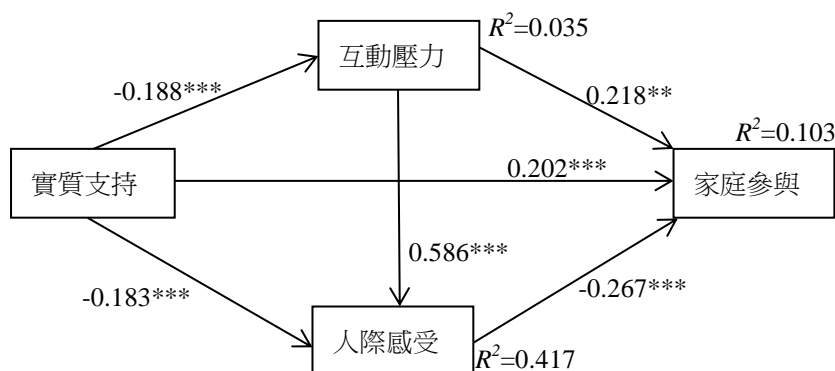 R²=0.035
互動壓力
-0.188***
0.218**
R²=0.103
實質支持
0.202***
家庭參與
0.586***
-0.183***
-0.267***
人際感受
R²=0.417